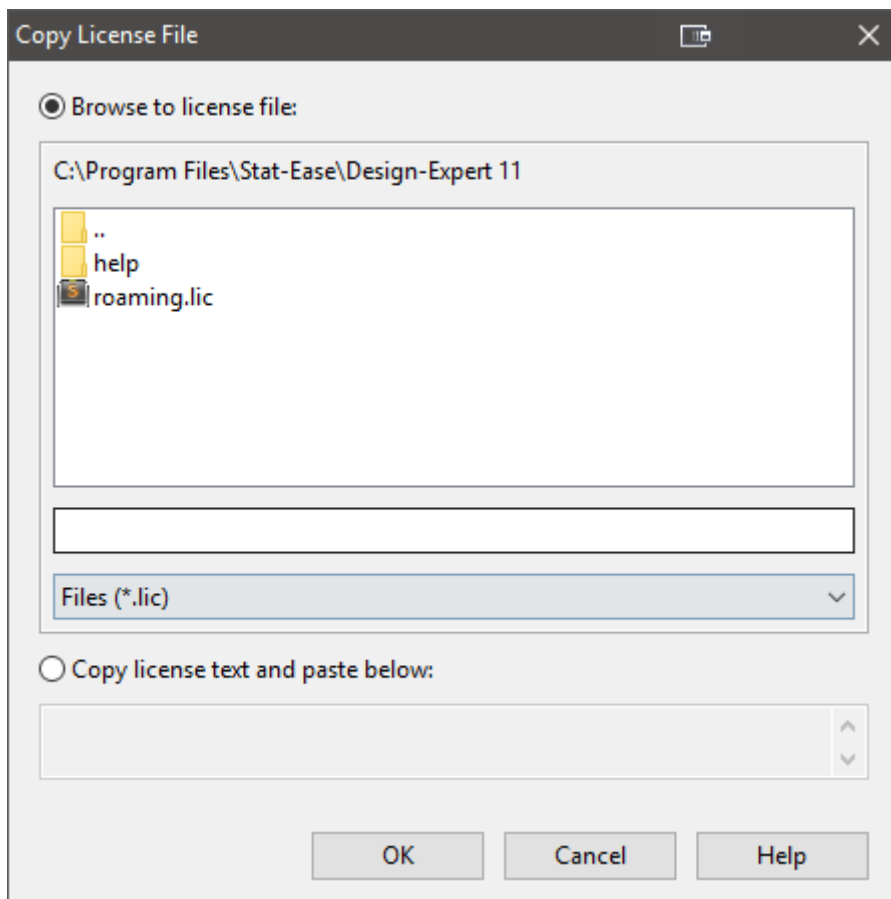 Copy License File
Browse to license file:
C:\Program Files\Stat-Ease\Design-Expert 11
..
help
roaming.lic
Files (*.lic)
Copy license text and paste below:
OK
Cancel
Help